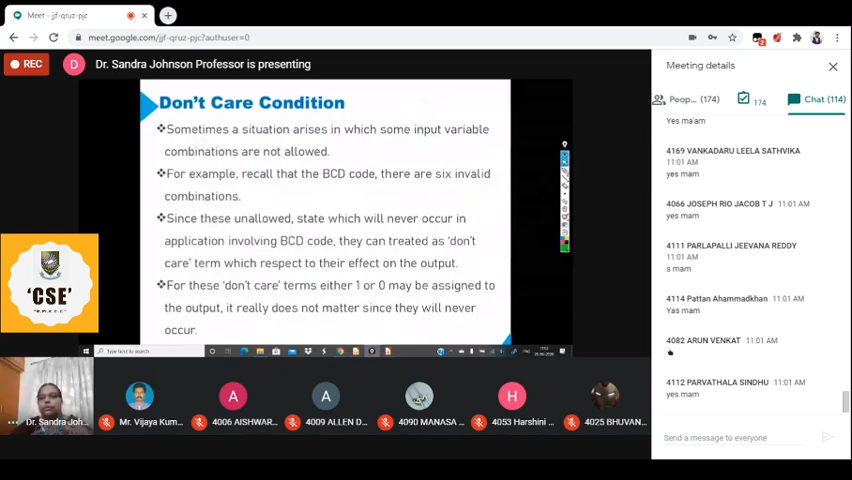 Meet - jjf-qruz-pjc
meet.google.com/jjf-qruz-pjc?authuser=0
2
REC
D
Dr. Sandra Johnson Professor is presenting
Don't Care Condition
❖Sometimes a situation arises in which some input variable
combinations are not allowed.
❖For example, recall that the BCD code, there are six invalid
combinations.
❖Since these unallowed, state which will never occur in
application involving BCD code, they can treated as 'don't
care' term which respect to their effect on the output.
❖For these 'don't care' terms either 1 or 0 may be assigned to
the output, it really does not matter since they will never
occur.
'CSE'
Type here to search
Dr. Sandra Joh...
Mr. Vijaya Kum...
A
4006 AISHWAR...
A
4009 ALLEN D...
4090 MANASA ...
H
4053 Harshini ...
4025 BHUVAN...
Meeting details
Peop... (174)
174
Chat (114)
Yes ma'am
4169 VANKADARU LEELA SATHVIKA
11:01 AM
yes mam
4066 JOSEPH RIO JACOB T J 11:01 AM
yes mam
4111 PARLAPALLI JEEVANA REDDY
11:01 AM
s mam
4114 Pattan Ahammadkhan 11:01 AM
Yas mam
4082 ARUN VENKAT 11:01 AM
4112 PARVATHALA SINDHU 11:01 AM
yes mam
Send a message to everyone